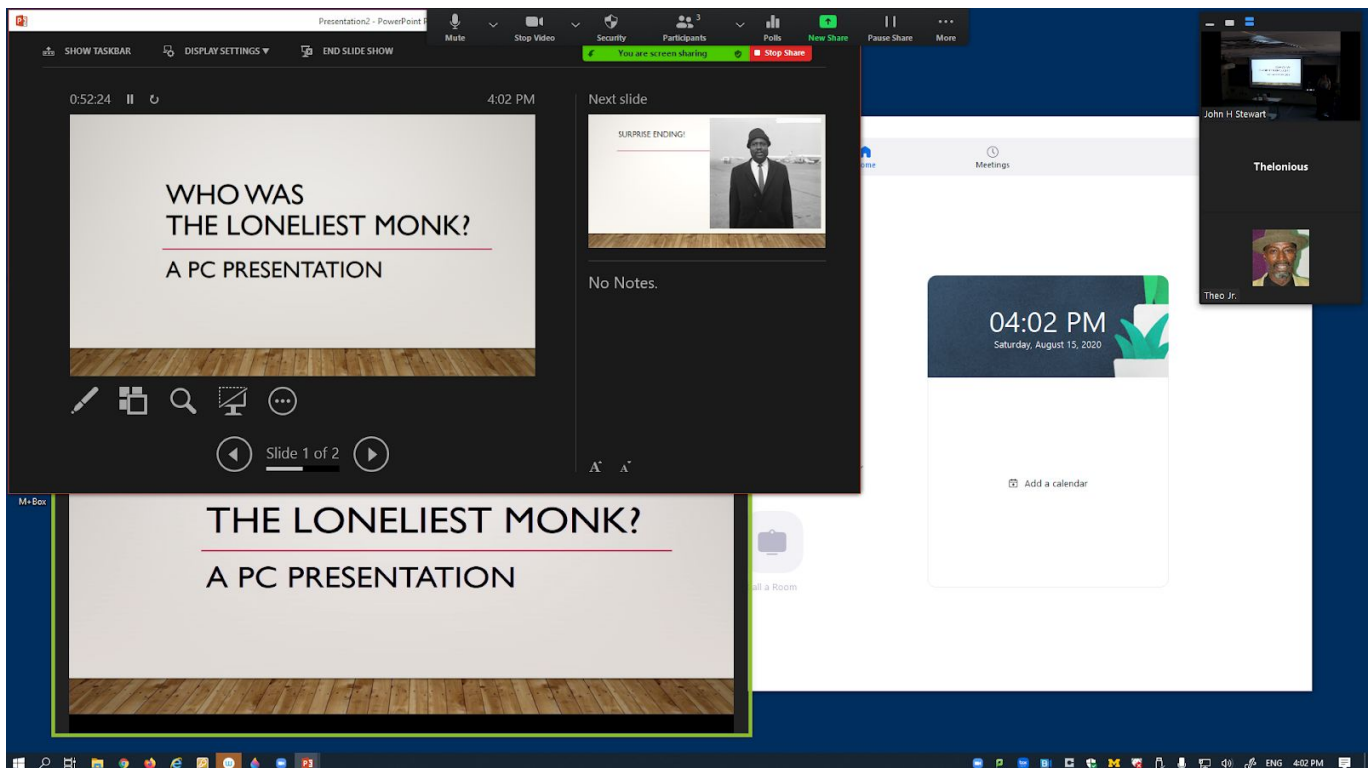 Presentation2 - PowerPoint P
Mute
Stop Video
Security
3
Participants
Polls
New Share
Pause Share
More
SHOW TASKBAR
DISPLAY SETTINGS ▼
END SLIDE SHOW
You are screen sharing
Stop Share
0:52:24
4:02 PM
Next slide
WHO WAS
THE LONELIEST MONK?
A PC PRESENTATION
SURPRISE ENDING!
No Notes.
Slide 1 of 2
A A
Meetings
John H Stewart
Thelonious
Theo Jr.
04:02 PM
Saturday, August 15, 2020
Add a calendar
M+Box
THE LONELIEST MONK?
A PC PRESENTATION
a Room
ENG 4:02 PM